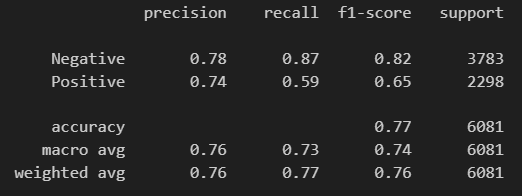 precision recall f1-score support
Negative 0.78 0.87 0.82 3783
Positive 0.74 0.59 0.65 2298
accuracy 0.77 6081
macro avg 0.76 0.73 0.74 6081
weighted avg 0.76 0.77 0.76 6081